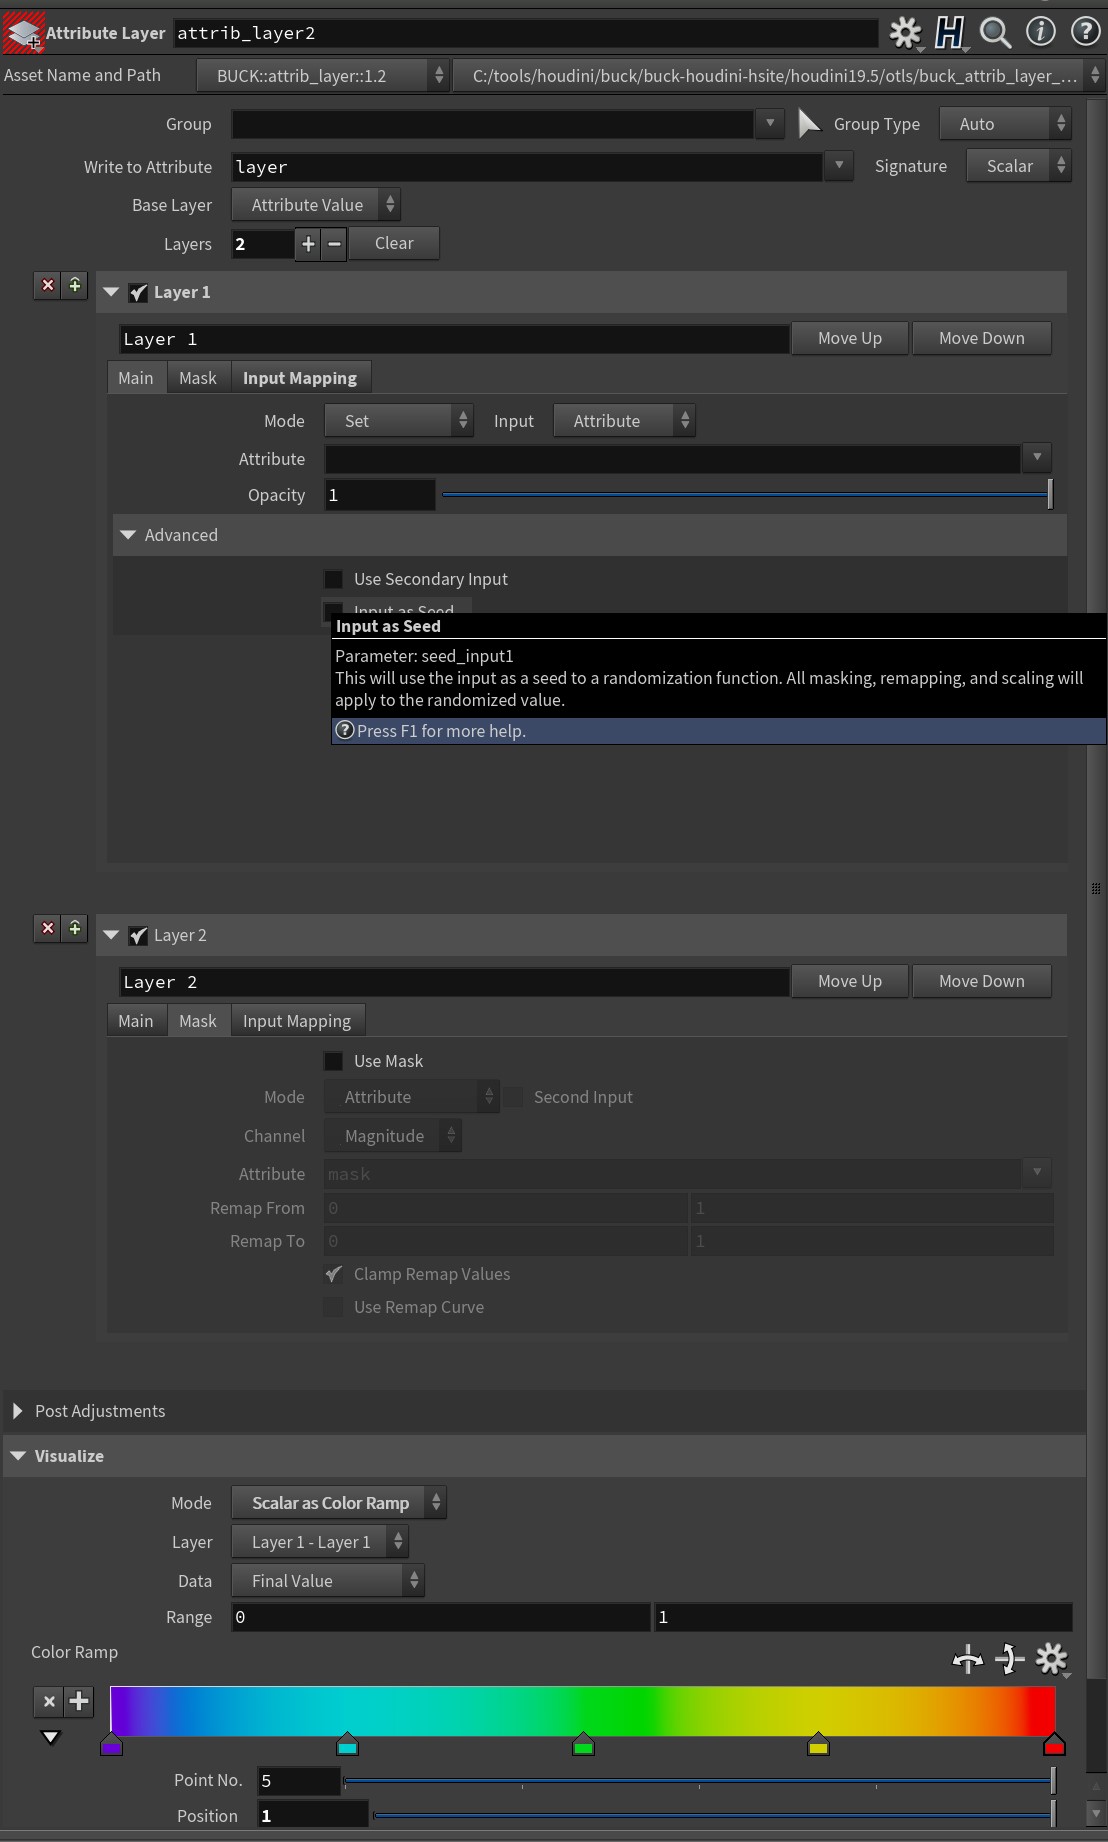 Attribute Layer attrib_layer2
Asset Name and Path BUCK::attrib_layer::1.2 C:/tools/houdini/buck/buck-houdini-hsite/houdini19.5/otls/buck_attrib_layer_...
Group Group Type Auto
Write to Attribute layer Signature Scalar
Base Layer Attribute Value
Layers 2 Clear
Layer 1
Layer 1 Move Up Move Down
Main Mask Input Mapping
Mode Set Input Attribute
Attribute
Opacity 1
Advanced
Use Secondary Input
Input as Seed
Input as Seed
Parameter: seed_input1
This will use the input as a seed to a randomization function. All masking, remapping, and scaling will
apply to the randomized value.
Press F1 for more help.
Layer 2
Layer 2 Move Up Move Down
Main Mask Input Mapping
Use Mask
Mode Attribute Second Input
Channel Magnitude
Attribute mask
Remap From 0 1
Remap To 0 1
Clamp Remap Values
Use Remap Curve
Post Adjustments
Visualize
Mode Scalar as Color Ramp
Layer Layer 1 - Layer 1
Data Final Value
Range 0 1
Color Ramp
Point No. 5
Position 1